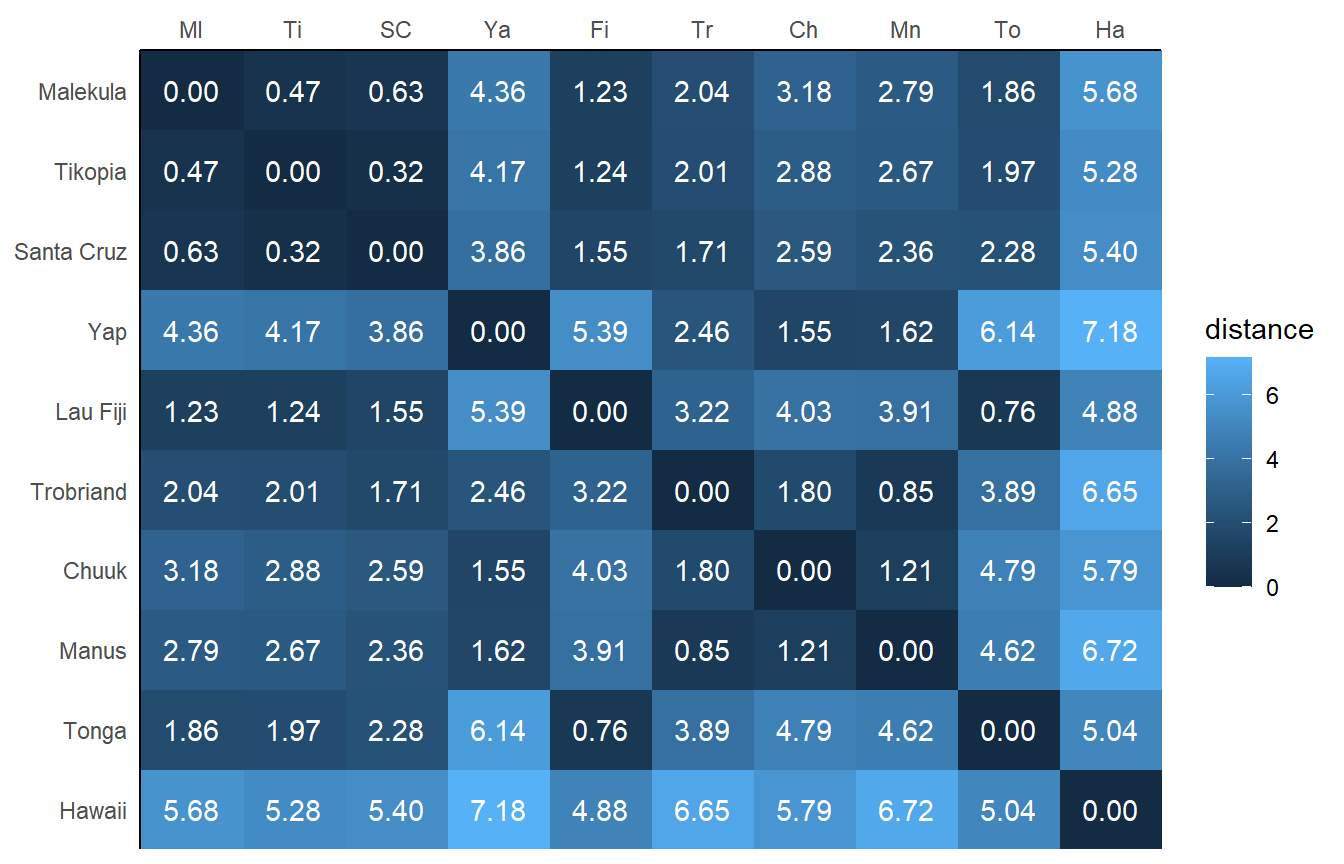 Ml Ti SC Ya Fi Tr Ch Mn To Ha
Malekula 0.00 0.47 0.63 4.36 1.23 2.04 3.18 2.79 1.86 5.68
Tikopia 0.47 0.00 0.32 4.17 1.24 2.01 2.88 2.67 1.97 5.28
Santa Cruz 0.63 0.32 0.00 3.86 1.55 1.71 2.59 2.36 2.28 5.40
Yap 4.36 4.17 3.86 0.00 5.39 2.46 1.55 1.62 6.14 7.18
Lau Fiji 1.23 1.24 1.55 5.39 0.00 3.22 4.03 3.91 0.76 4.88
Trobriand 2.04 2.01 1.71 2.46 3.22 0.00 1.80 0.85 3.89 6.65
Chuuk 3.18 2.88 2.59 1.55 4.03 1.80 0.00 1.21 4.79 5.79
Manus 2.79 2.67 2.36 1.62 3.91 0.85 1.21 0.00 4.62 6.72
Tonga 1.86 1.97 2.28 6.14 0.76 3.89 4.79 4.62 0.00 5.04
Hawaii 5.68 5.28 5.40 7.18 4.88 6.65 5.79 6.72 5.04 0.00
distance
6
4
2
0